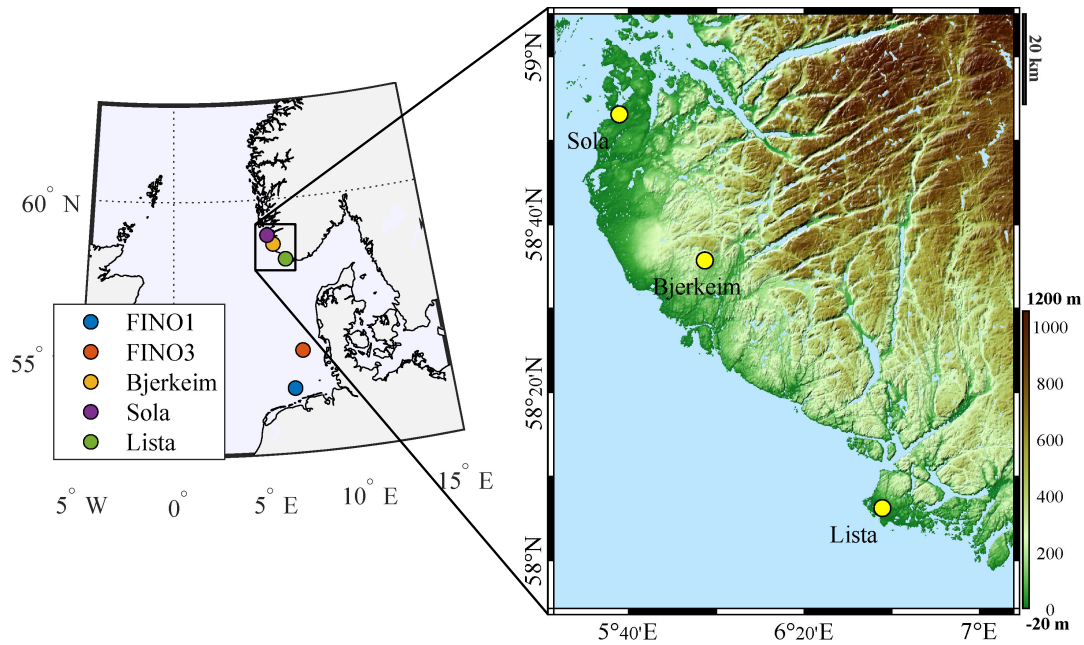 60° N
55°
5° W
0°
5° E
10° E
15° E
FINO1
FINO3
Bjerkeim
Sola
Lista
59°N
58°40'N
58°20'N
58°N
5°40'E
6°20'E
7°E
Sola
Bjerkeim
Lista
20 km
1200 m
1000
800
600
400
200
0
-20 m